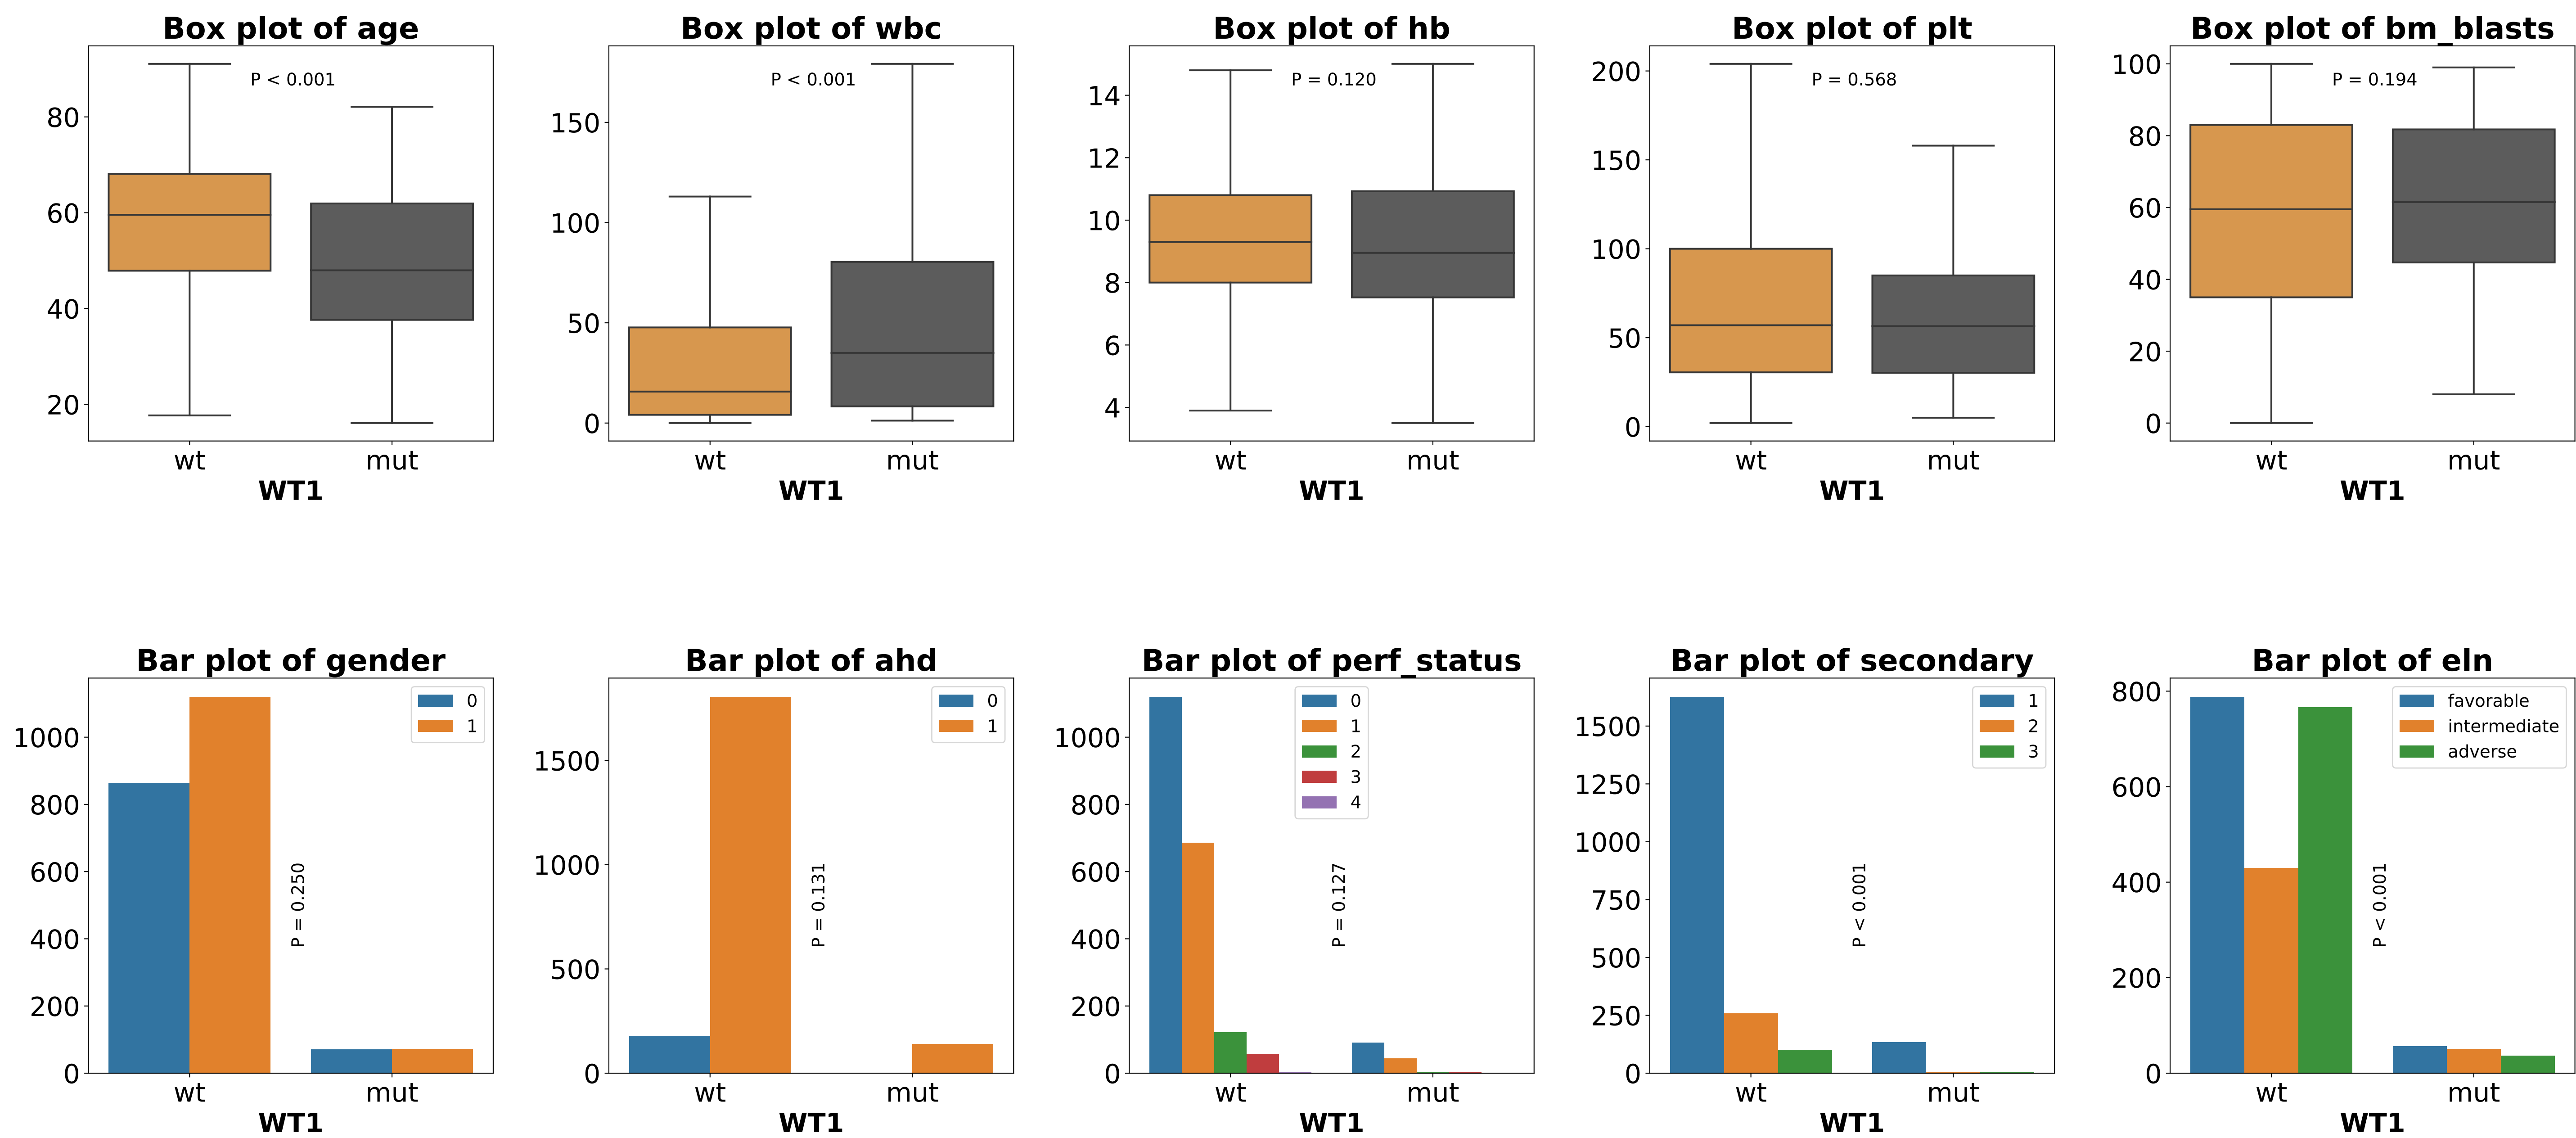 Box plot of age
P < 0.001
80
60
40
20
wt
mut
WT1
Box plot of wbc
P < 0.001
150
100
50
0
wt
mut
WT1
Box plot of hb
P = 0.120
14
12
10
8
6
4
wt
mut
WT1
Box plot of plt
P = 0.568
200
150
100
50
0
wt
mut
WT1
Box plot of bm_blasts
P = 0.194
100
80
60
40
20
0
wt
mut
WT1
Bar plot of gender
0
1
P = 0.250
1000
800
600
400
200
0
wt
mut
WT1
Bar plot of ahd
0
1
P = 0.131
1500
1000
500
0
wt
mut
WT1
Bar plot of perf_status
0
1
2
3
4
P = 0.127
1000
800
600
400
200
0
wt
mut
WT1
Bar plot of secondary
1
2
3
P < 0.001
1500
1250
1000
750
500
250
0
wt
mut
WT1
Bar plot of eln
favorable
intermediate
adverse
P < 0.001
800
600
400
200
0
wt
mut
WT1